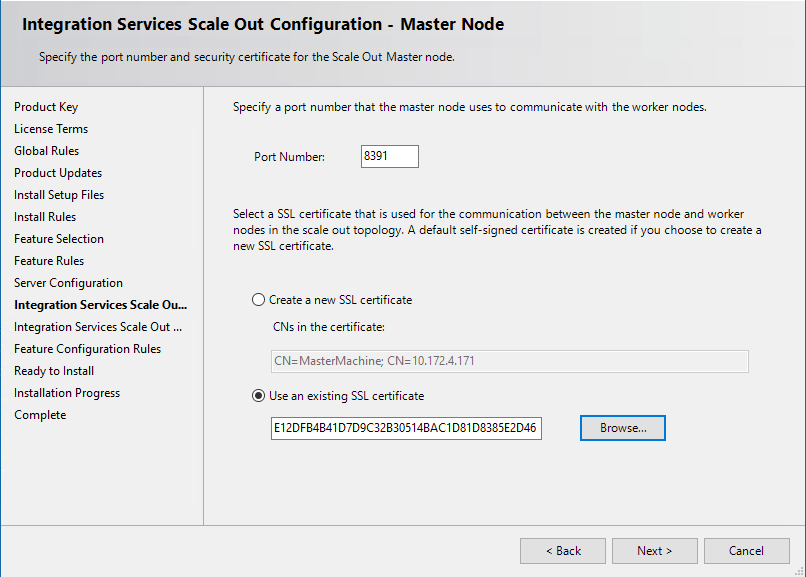 Integration Services Scale Out Configuration - Master Node
Specify the port number and security certificate for the Scale Out Master node.
Product Key
License Terms
Global Rules
Product Updates
Install Setup Files
Install Rules
Feature Selection
Feature Rules
Server Configuration
Integration Services Scale Ou...
Integration Services Scale Out ...
Feature Configuration Rules
Ready to Install
Installation Progress
Complete
Specify a port number that the master node uses to communicate with the worker nodes.
Port Number:
8391
Select a SSL certificate that is used for the communication between the master node and worker
nodes in the scale out topology. A default self-signed certificate is created if you choose to create a
new SSL certificate.
Create a new SSL certificate
CNs in the certificate:
CN=MasterMachine; CN=10.172.4.171
Use an existing SSL certificate
E12DFB4B41D7D9C32B30514BAC1D81D8385E2D46
Browse...
< Back
Next >
Cancel